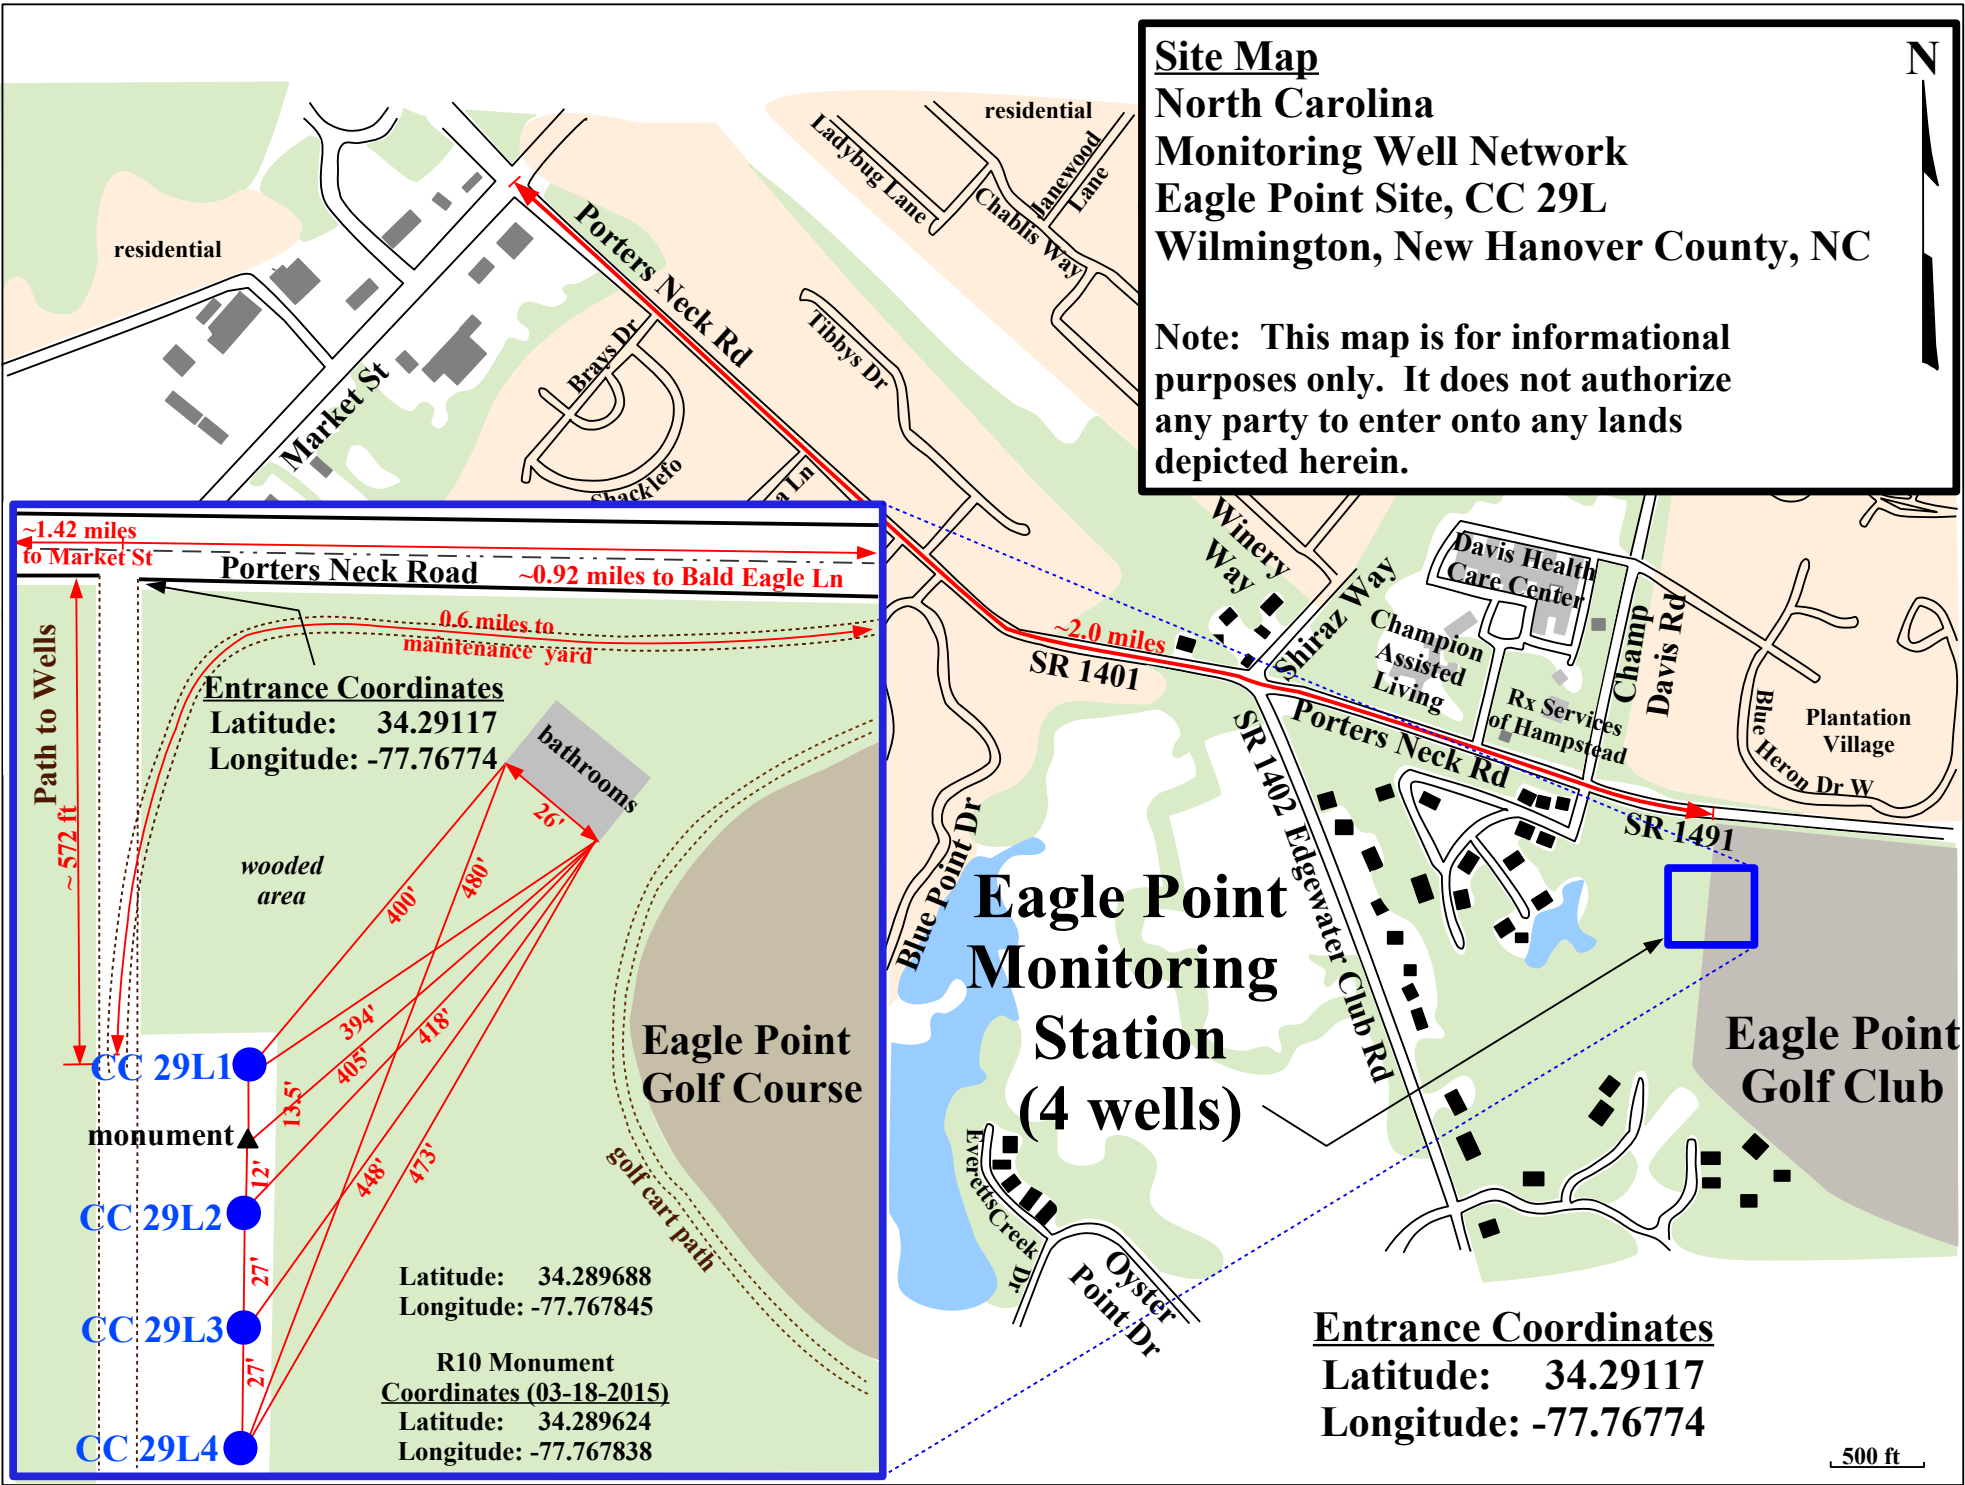 Site Map
North Carolina
Monitoring Well Network
Eagle Point Site, CC 29L
Wilmington, New Hanover County, NC
Note: This map is for informational
purposes only. It does not authorize
any party to enter onto any lands
depicted herein.
N
residential
residential
Ladybug Lane
Janewood
Lane
Chablis Way
Porters Neck Rd
Tibbys Dr
Brays Dr
Market St
Shacklefo
a Ln
Winery
Way
Shiraz Way
Davis Health
Care Center
Champion
Assisted
Living
Rx Services
of Hampstead
Champ
Davis Rd
Blue Heron Dr W
Plantation
Village
~2.0 miles
SR 1401
Porters Neck Rd
SR 1491
SR 1402 Edgewater Club Rd
Blue Point Dr
Eagle Point
Monitoring
Station
(4 wells)
Eagle Point
Golf Club
Everetts Creek Dr
Oyster
Point Dr
Entrance Coordinates
Latitude: 34.29117
Longitude: -77.76774
500 ft
~1.42 miles
to Market St
Porters Neck Road
~0.92 miles to Bald Eagle Ln
0.6 miles to
maintenance yard
Path to Wells
~ 572 ft
Entrance Coordinates
Latitude: 34.29117
Longitude: -77.76774
bathrooms
26'
wooded
area
400'
480'
394'
405'
418'
448'
473'
CC 29L1
13.5'
monument
12'
CC 29L2
27'
CC 29L3
27'
CC 29L4
Eagle Point
Golf Course
golf cart path
Latitude: 34.289688
Longitude: -77.767845
R10 Monument
Coordinates (03-18-2015)
Latitude: 34.289624
Longitude: -77.767838